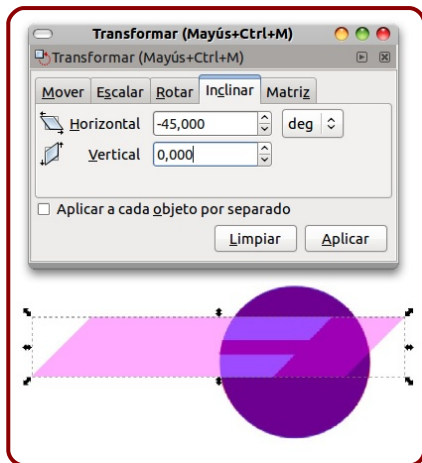 Transformar (Mayús+Ctrl+M)
Transformar (Mayús+Ctrl+M)
Mover Escalar Rotar Inclinar Matriz
Horizontal -45,000 deg
Vertical 0,000
Aplicar a cada objeto por separado
Limpiar Aplicar